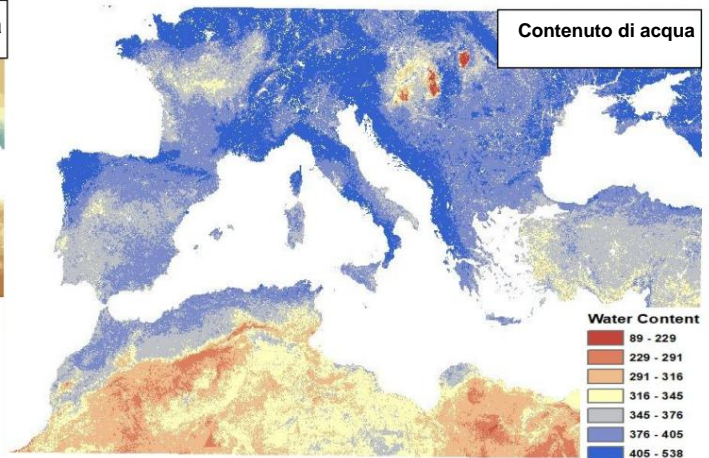 a
Contenuto di acqua
Water Content
89 - 229
229 - 291
291 - 316
316 - 345
345 - 376
376 - 405
405 - 538